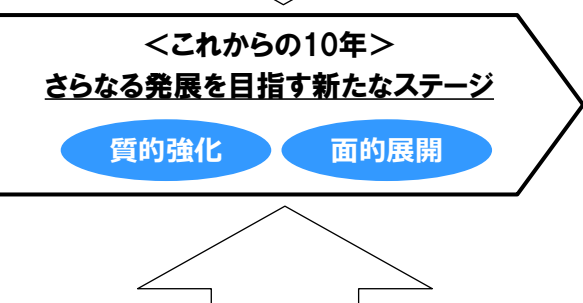 ＜これからの10年＞
さらなる発展を目指す新たなステージ
質的強化 面的展開